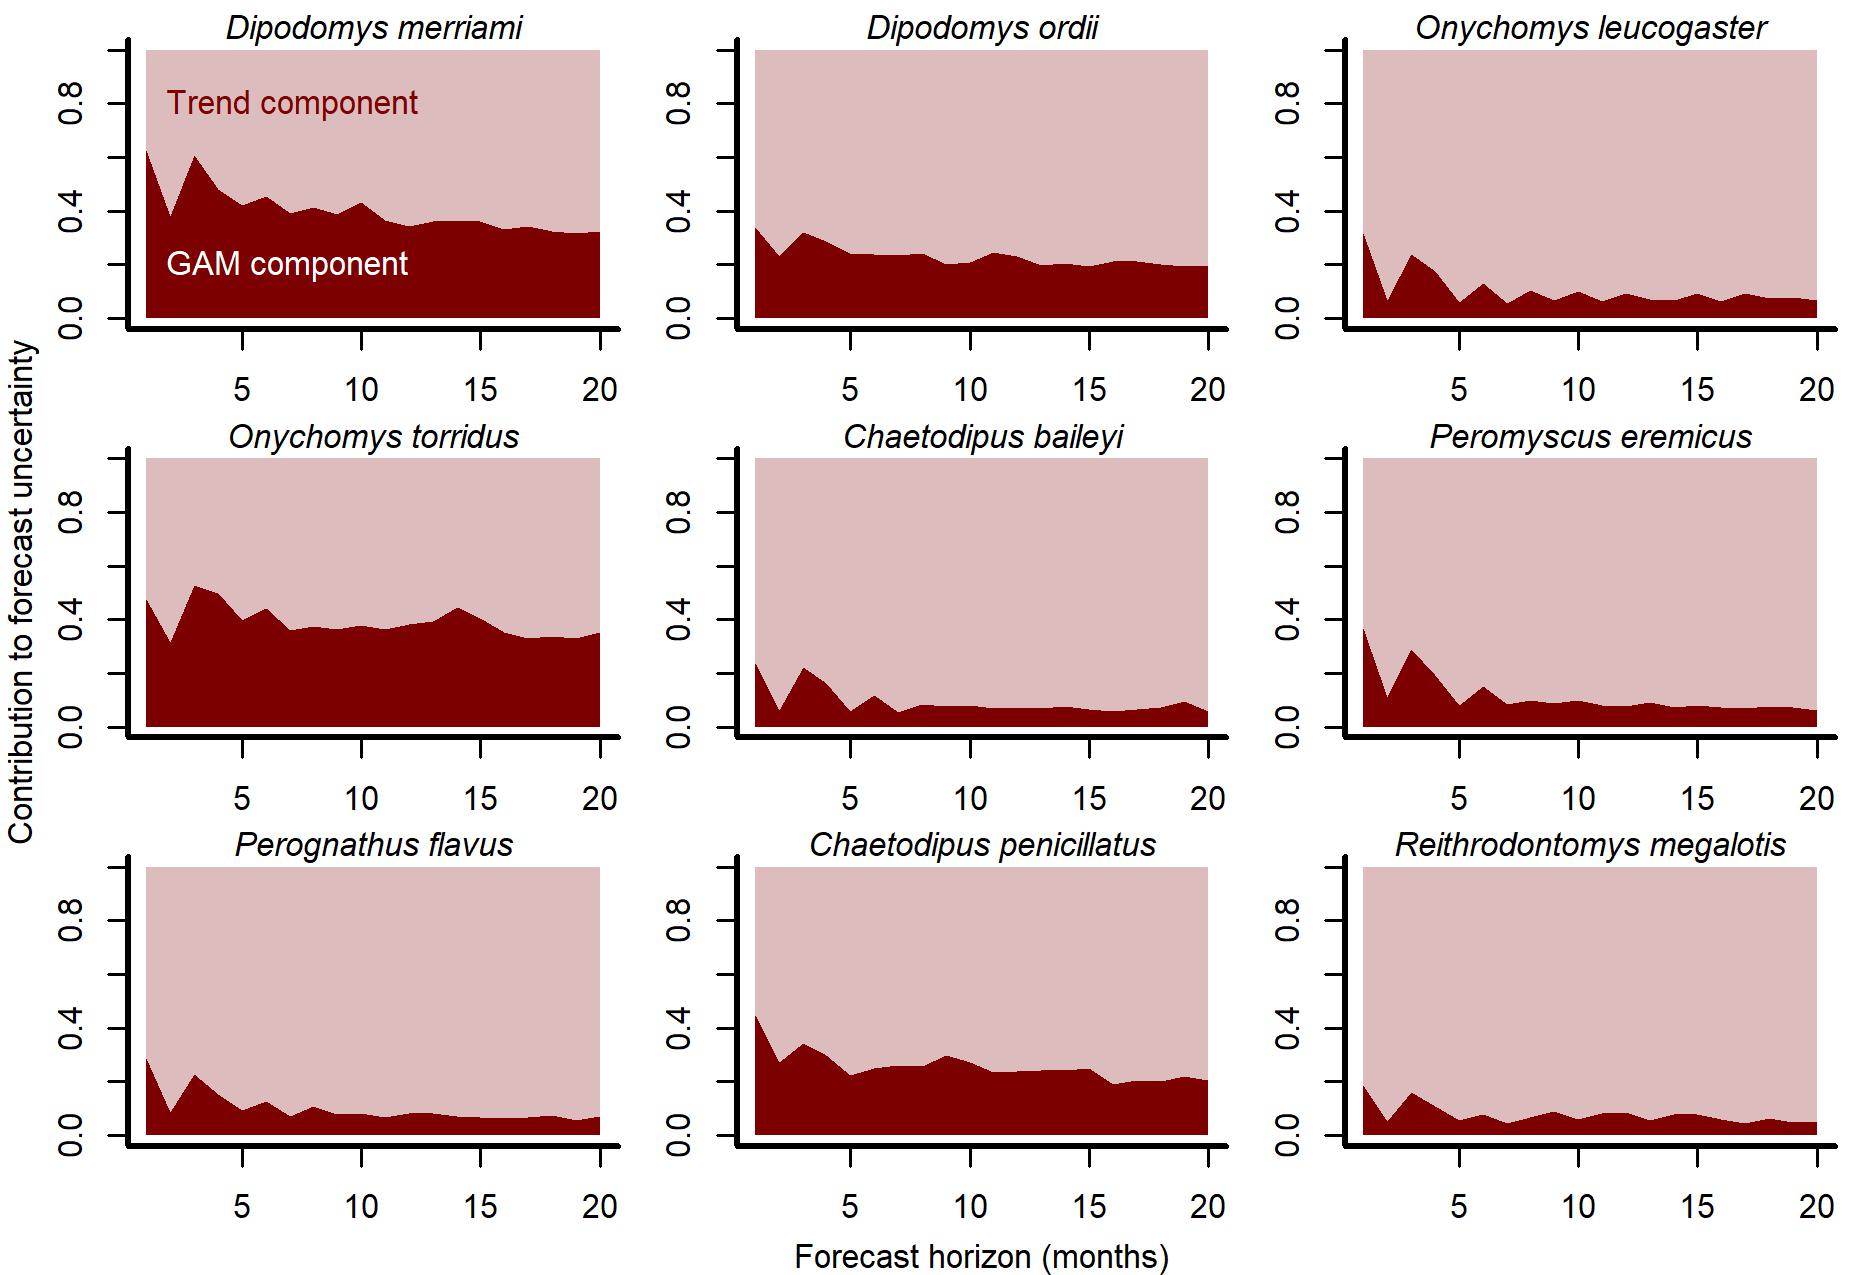 Dipodomys merriami
Dipodomys ordii
Onychomys leucogaster
0.8
0.4
0.0
Trend component
GAM component
5 10 15 20
0.8
0.4
0.0
5 10 15 20
0.8
0.4
0.0
5 10 15 20
Contribution to forecast uncertainty
Onychomys torridus
Chaetodipus baileyi
Peromyscus eremicus
0.8
0.4
0.0
5 10 15 20
0.8
0.4
0.0
5 10 15 20
0.8
0.4
0.0
5 10 15 20
Perognathus flavus
Chaetodipus penicillatus
Reithrodontomys megalotis
0.8
0.4
0.0
5 10 15 20
0.8
0.4
0.0
5 10 15 20
0.8
0.4
0.0
5 10 15 20
Forecast horizon (months)